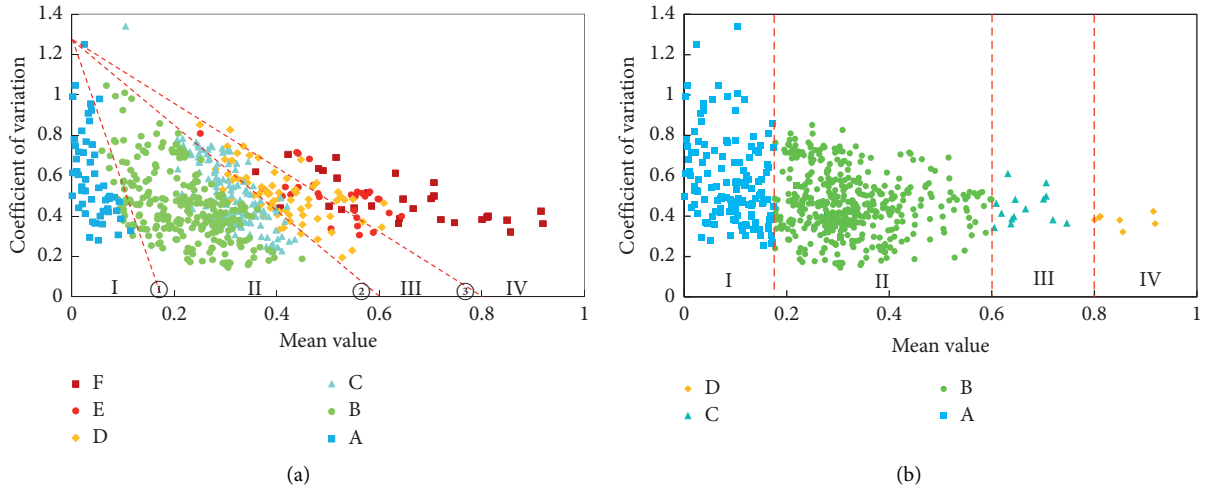 1.4
1.2
1
0.8
0.6
0.4
0.2
0
Coefficient of variation
I
II
III
IV
1
2
3
0 0.2 0.4 0.6 0.8 1
Mean value
F
E
D
C
B
A
(a)
1.4
1.2
1
0.8
0.6
0.4
0.2
0
Coefficient of variation
I
II
III
IV
0 0.2 0.4 0.6 0.8 1
Mean value
D
C
B
A
(b)